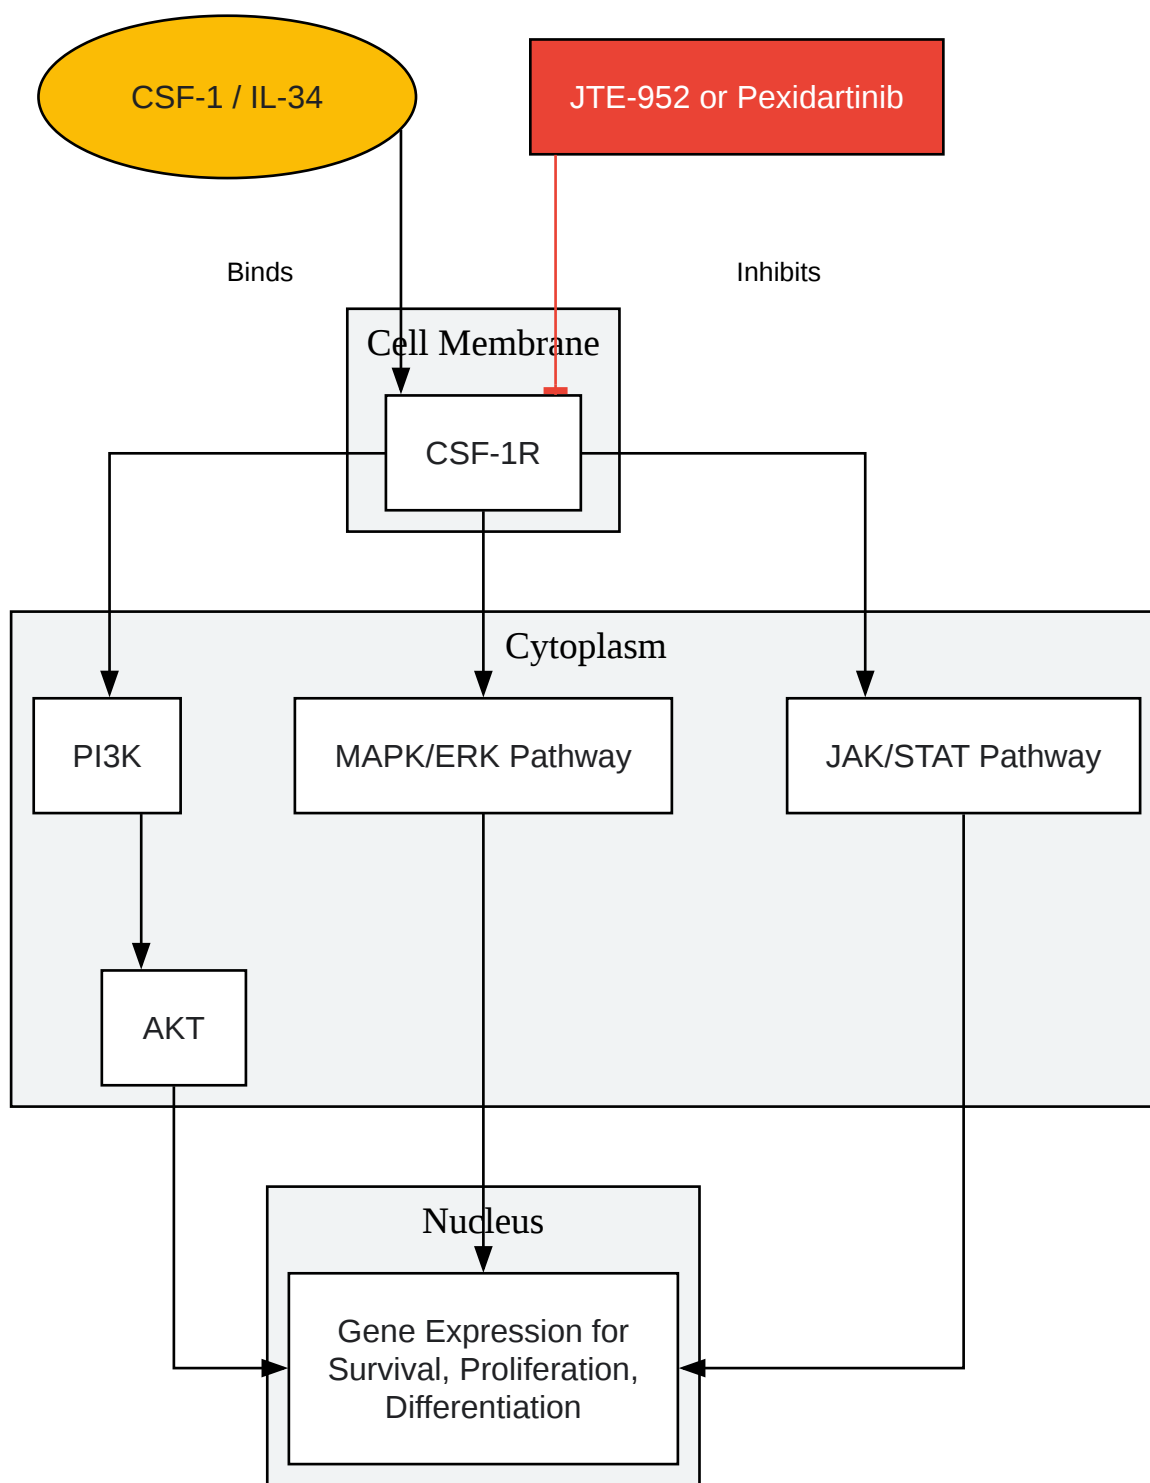 CSF-1 / IL-34
JTE-952 or Pexidartinib
Binds
Inhibits
Cell Membrane
CSF-1R
Cytoplasm
PI3K
MAPK/ERK Pathway
JAK/STAT Pathway
AKT
Nucleus
Gene Expression for
Survival, Proliferation,
Differentiation